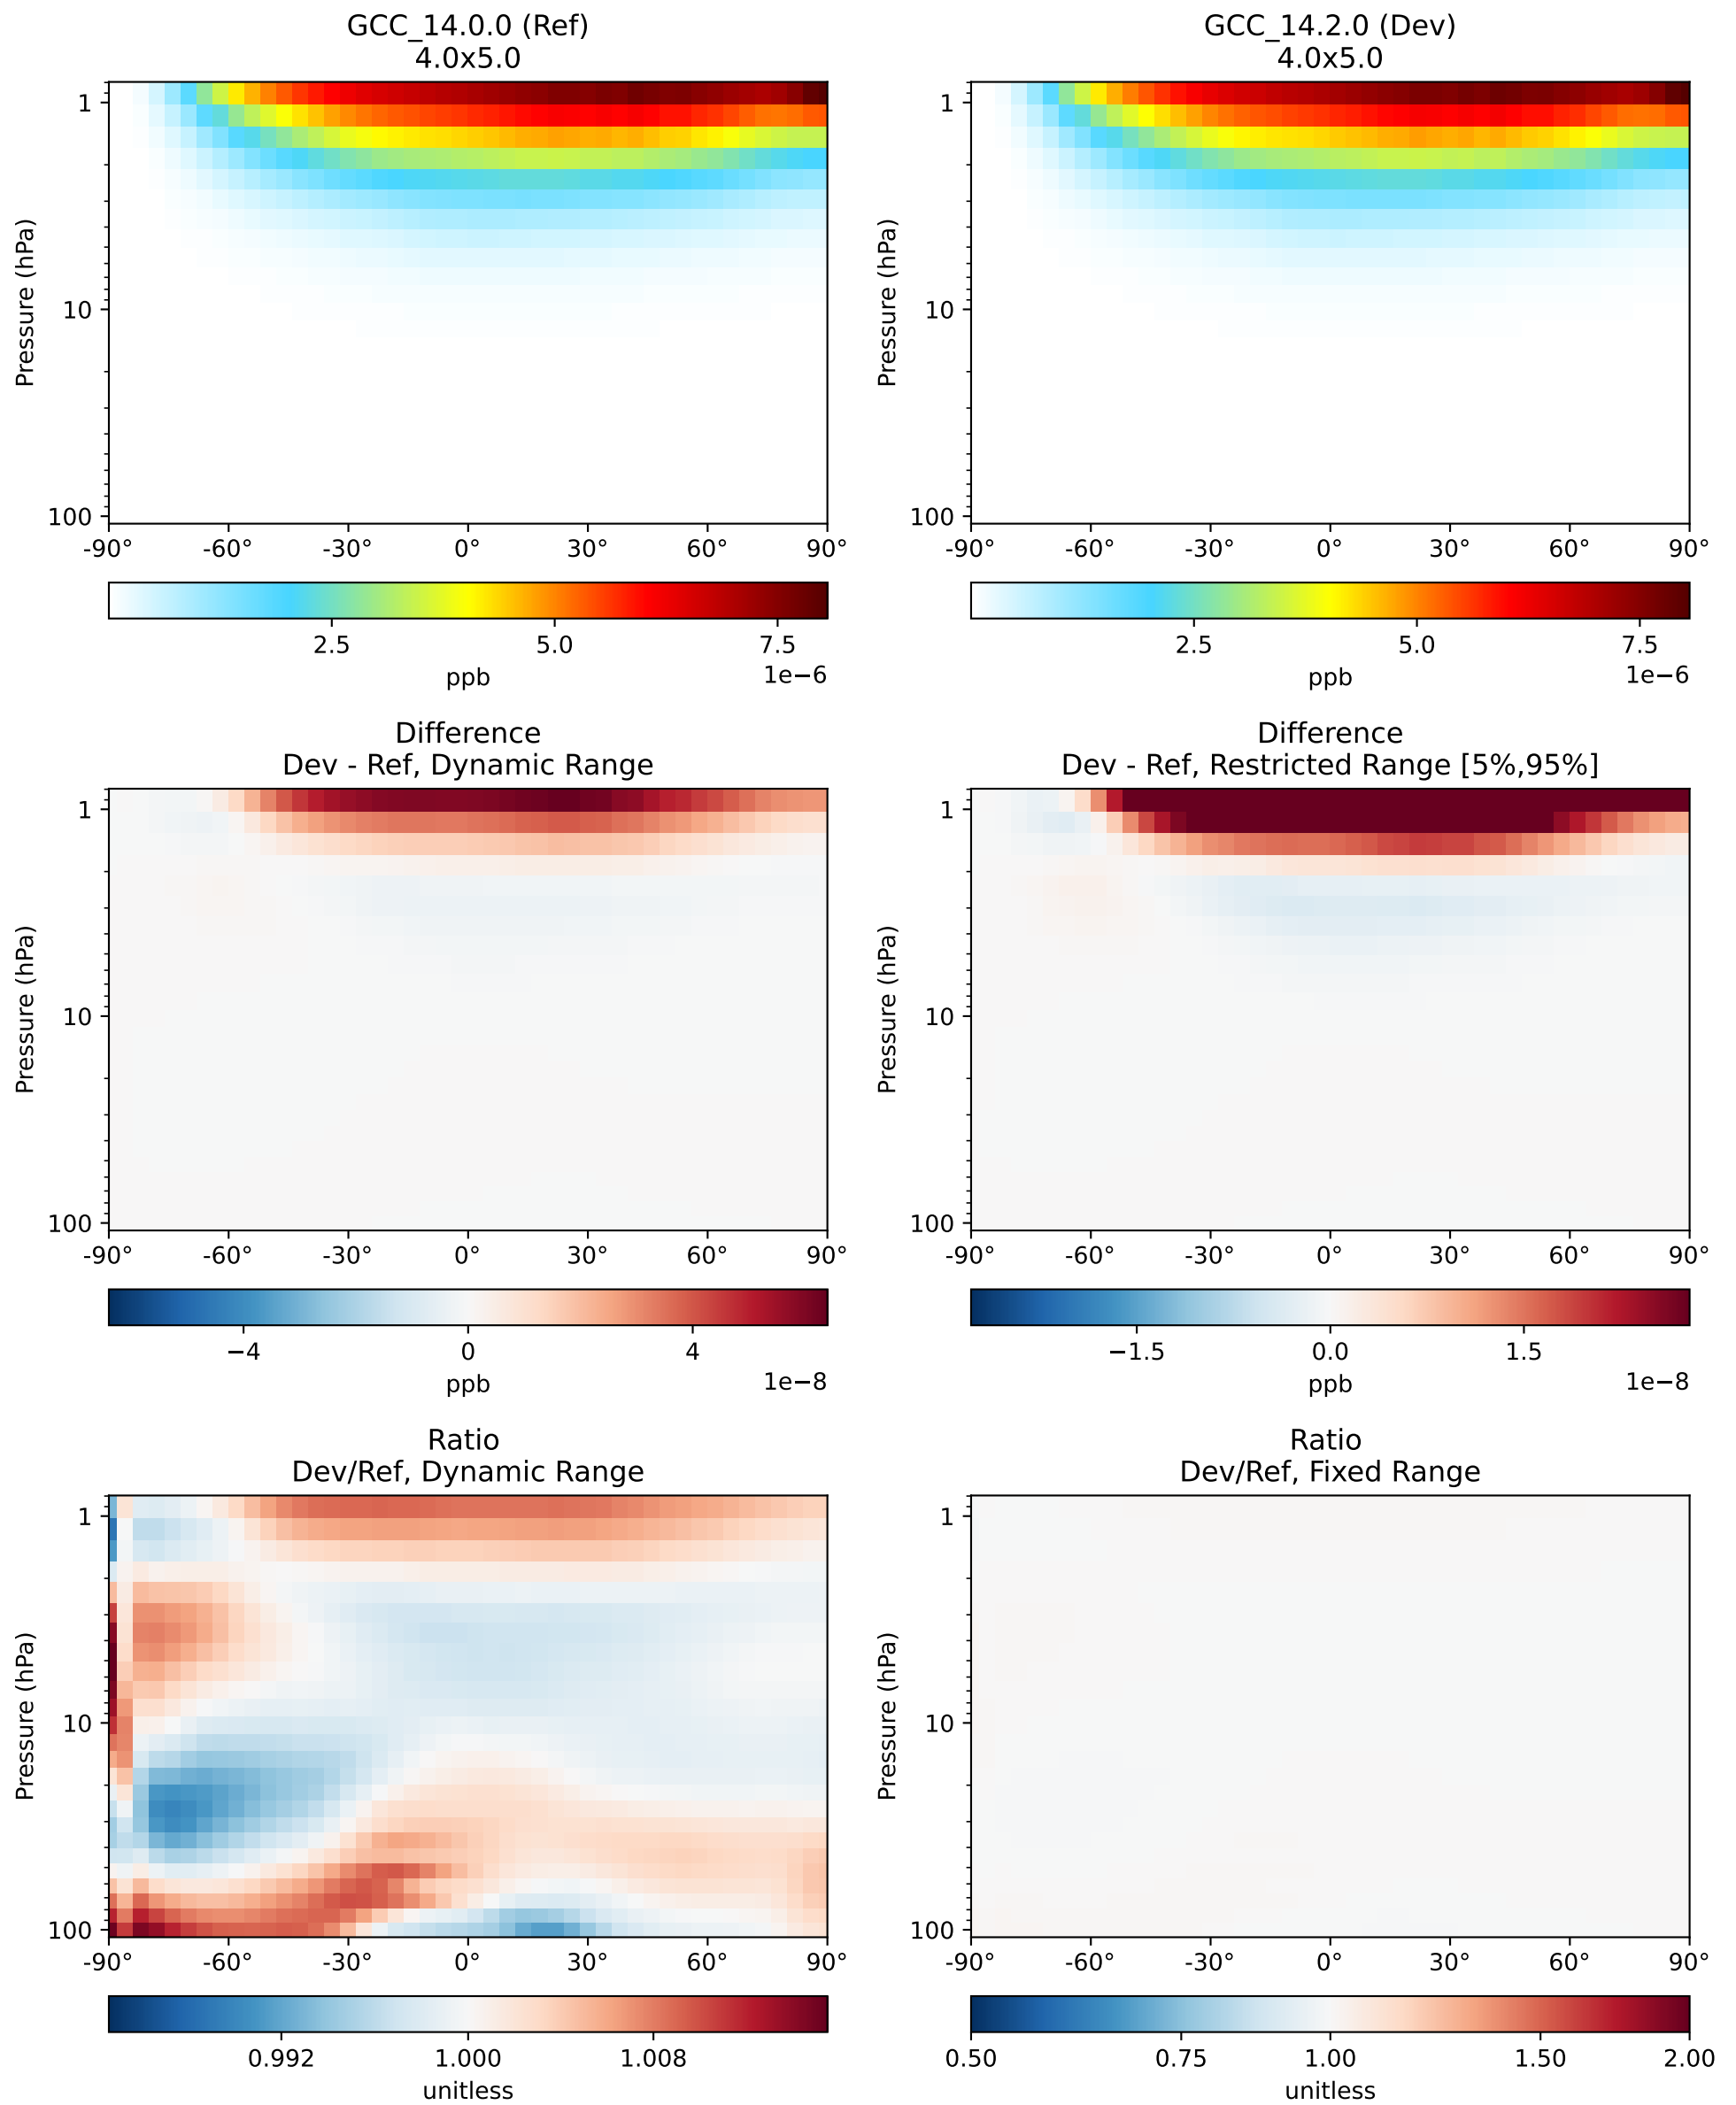 GCC_14.0.0 (Ref)
4.0x5.0
Pressure (hPa)
1
10
100
-90° -60° -30° 0° 30° 60° 90°
2.5 5.0 7.5
1e−6
ppb
GCC_14.2.0 (Dev)
4.0x5.0
Pressure (hPa)
1
10
100
-90° -60° -30° 0° 30° 60° 90°
2.5 5.0 7.5
1e−6
ppb
Difference
Dev - Ref, Dynamic Range
Pressure (hPa)
1
10
100
-90° -60° -30° 0° 30° 60° 90°
−4 0 4
1e−8
ppb
Difference
Dev - Ref, Restricted Range [5%,95%]
Pressure (hPa)
1
10
100
-90° -60° -30° 0° 30° 60° 90°
−1.5 0.0 1.5
1e−8
ppb
Ratio
Dev/Ref, Dynamic Range
Pressure (hPa)
1
10
100
-90° -60° -30° 0° 30° 60° 90°
0.992 1.000 1.008
unitless
Ratio
Dev/Ref, Fixed Range
Pressure (hPa)
1
10
100
-90° -60° -30° 0° 30° 60° 90°
0.50 0.75 1.00 1.50 2.00
unitless